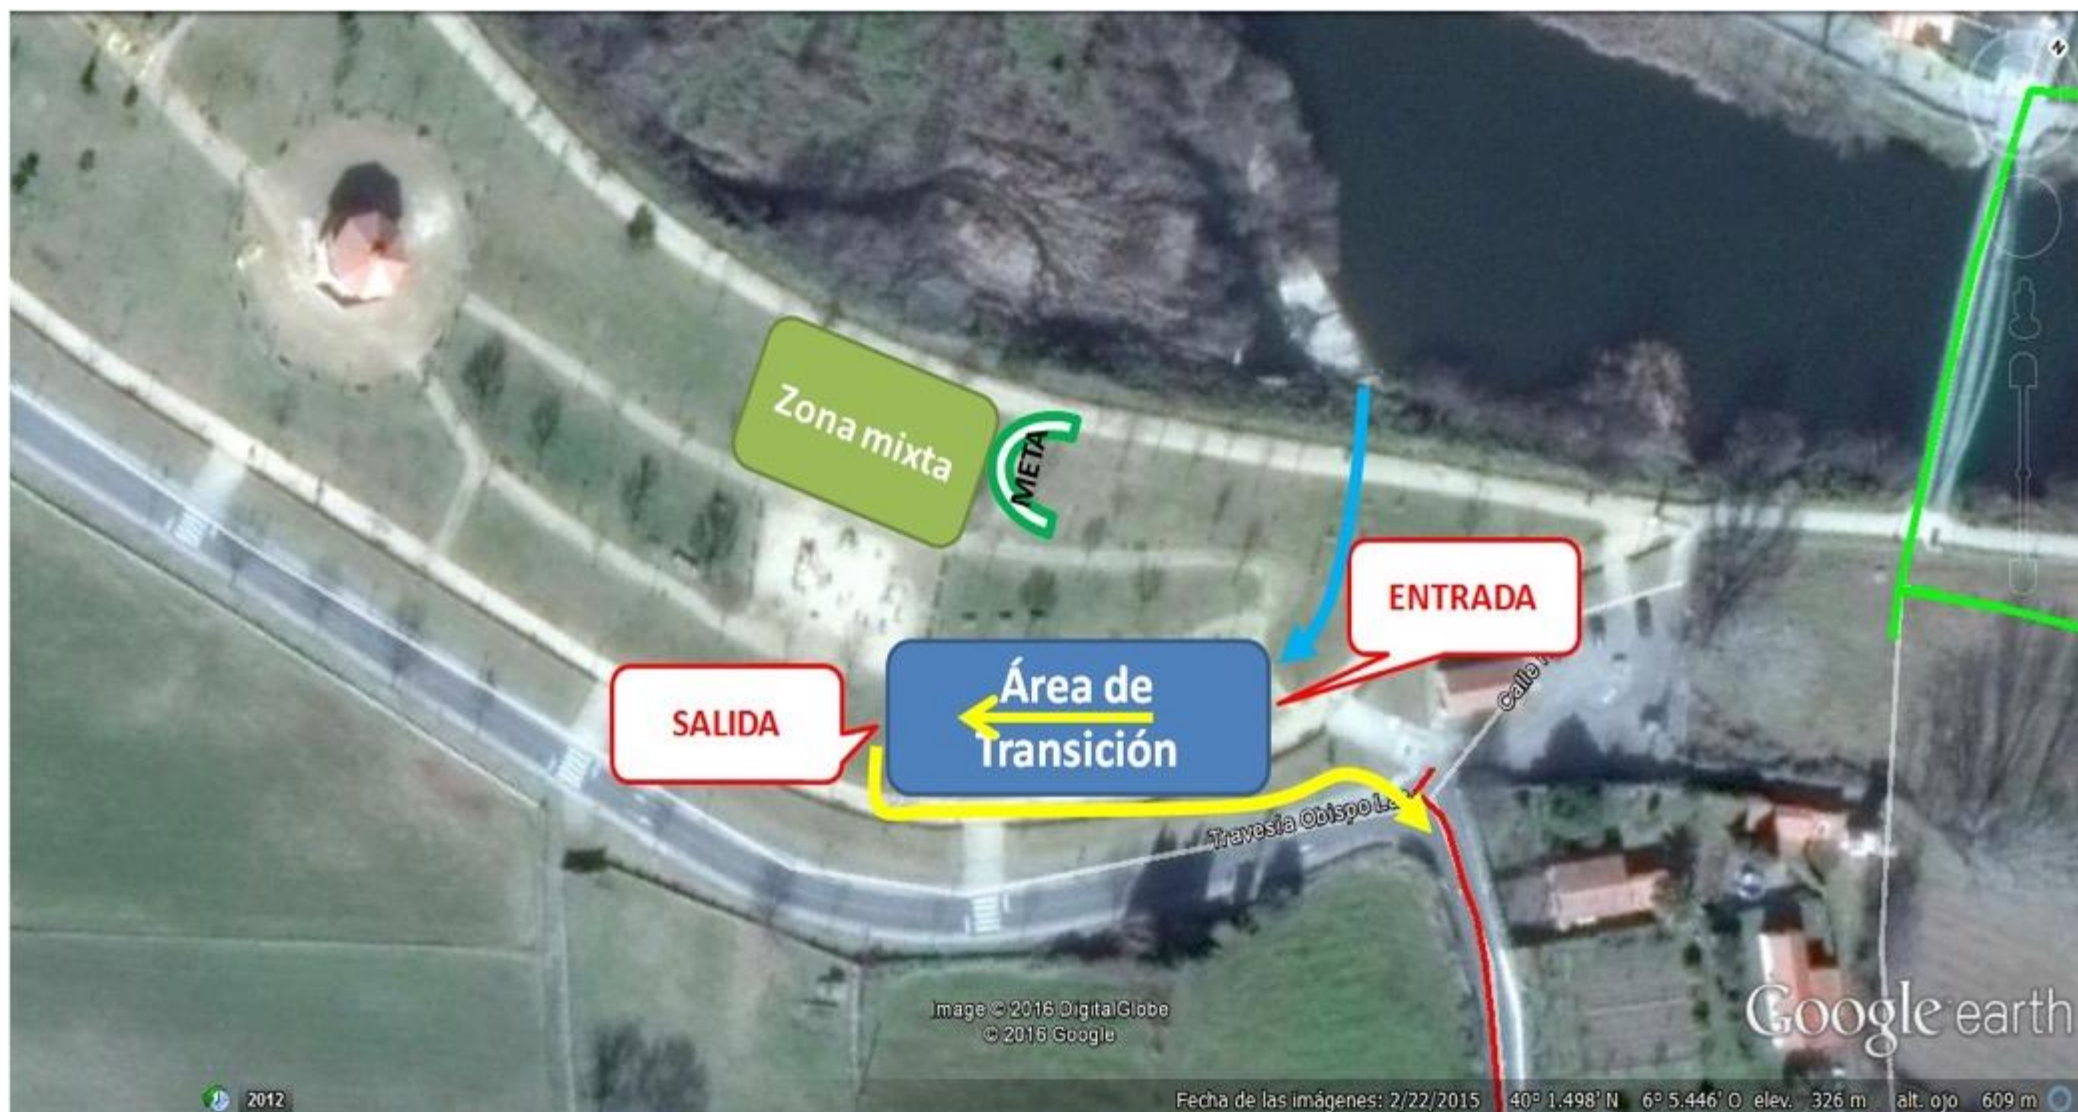 N
Zona mixta
META
ENTRADA
Área de
Transición
SALIDA
Calle
Travesía Obispo
Image © 2016 DigitalGlobe
© 2016 Google
Google earth
2012
Fecha de las imágenes: 2/22/2015 40° 1.498' N 6° 5.446' O elev. 326 m alt. ojo 609 m